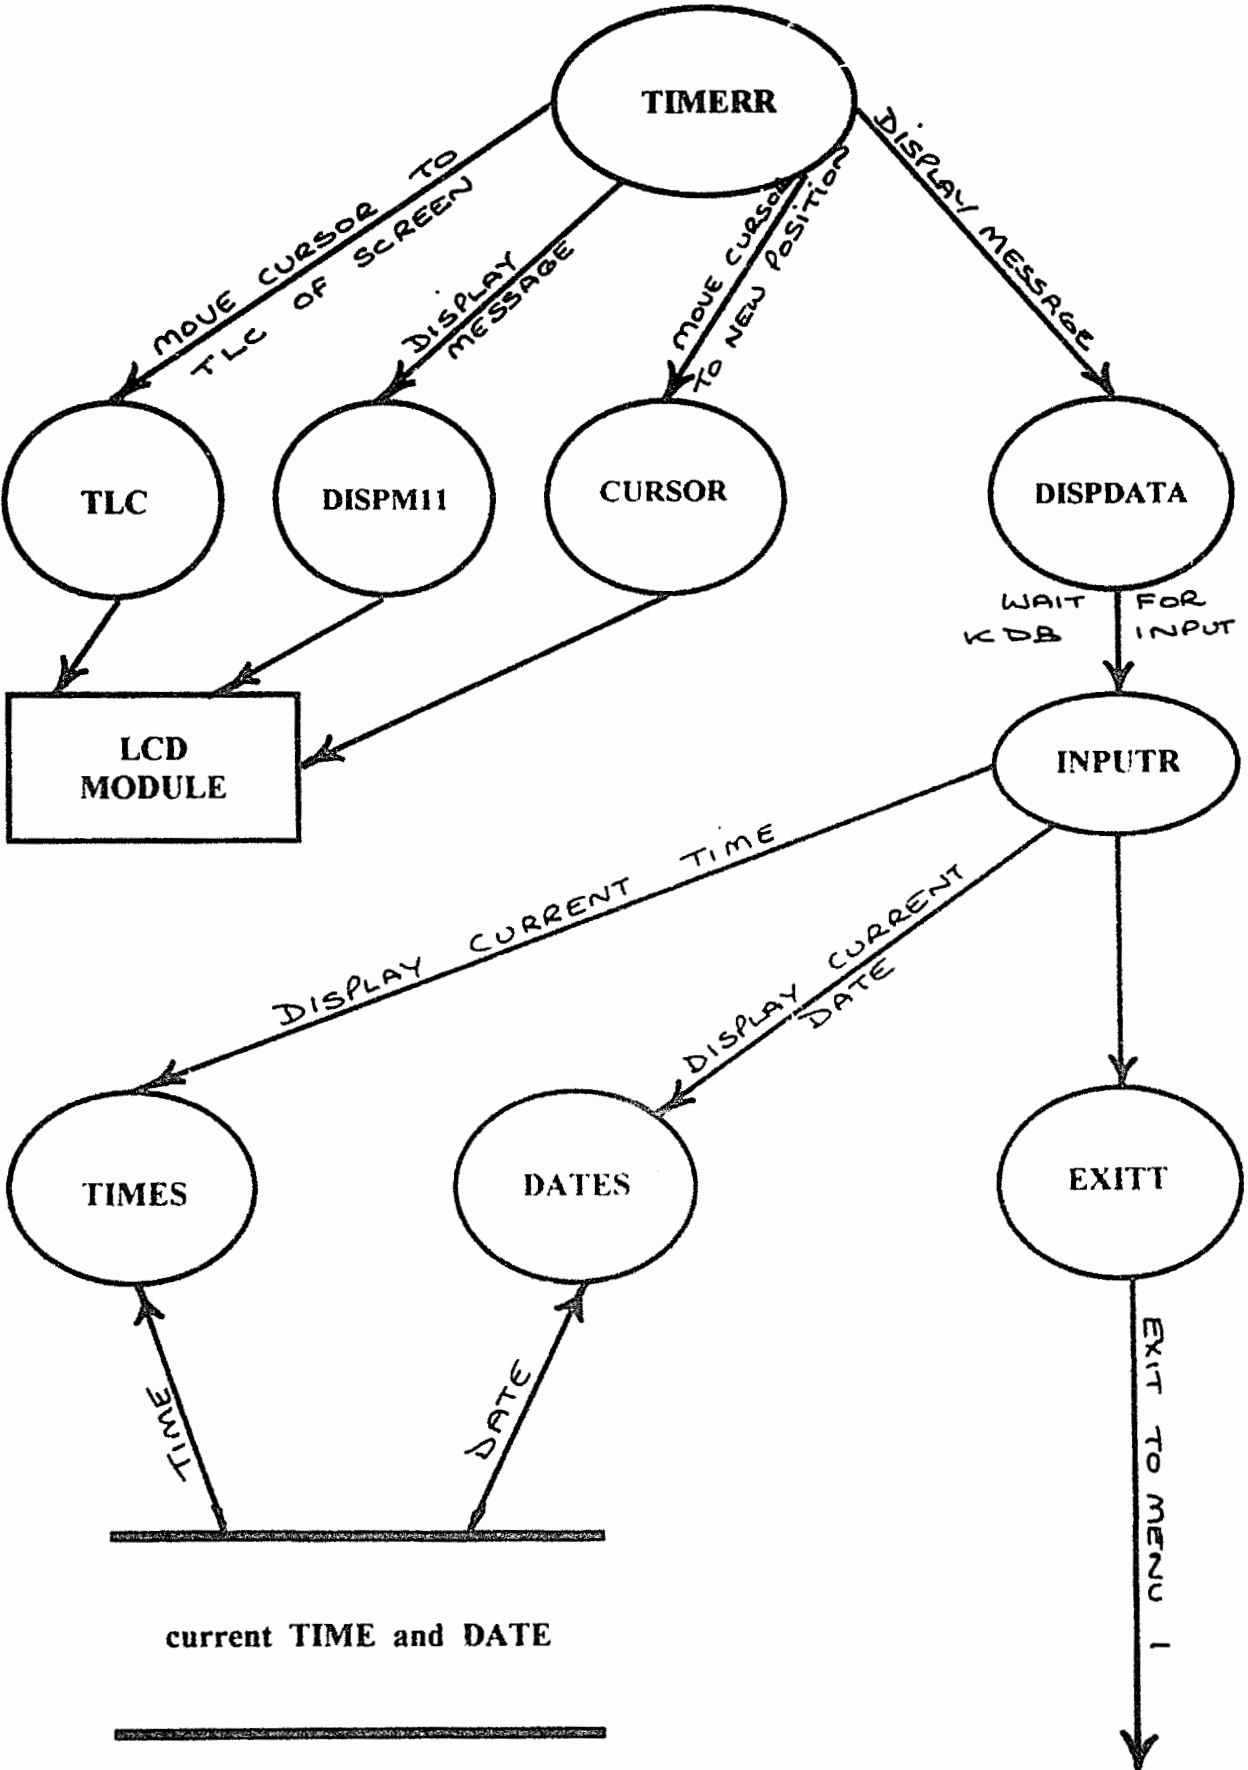 TIMERR
MOVE CURSOR TO
TLC OF SCREEN
DISPLAY
MESSAGE
MOVE CURSOR
TO NEW POSITION
DISPLAY MESSAGE
TLC
DISPM11
CURSOR
DISPDATA
WAIT FOR
KDB INPUT
LCD
MODULE
INPUTR
DISPLAY CURRENT TIME
DISPLAY CURRENT
DATE
TIMES
DATES
EXITT
TIME
DATE
EXIT TO MENU 1
current TIME and DATE